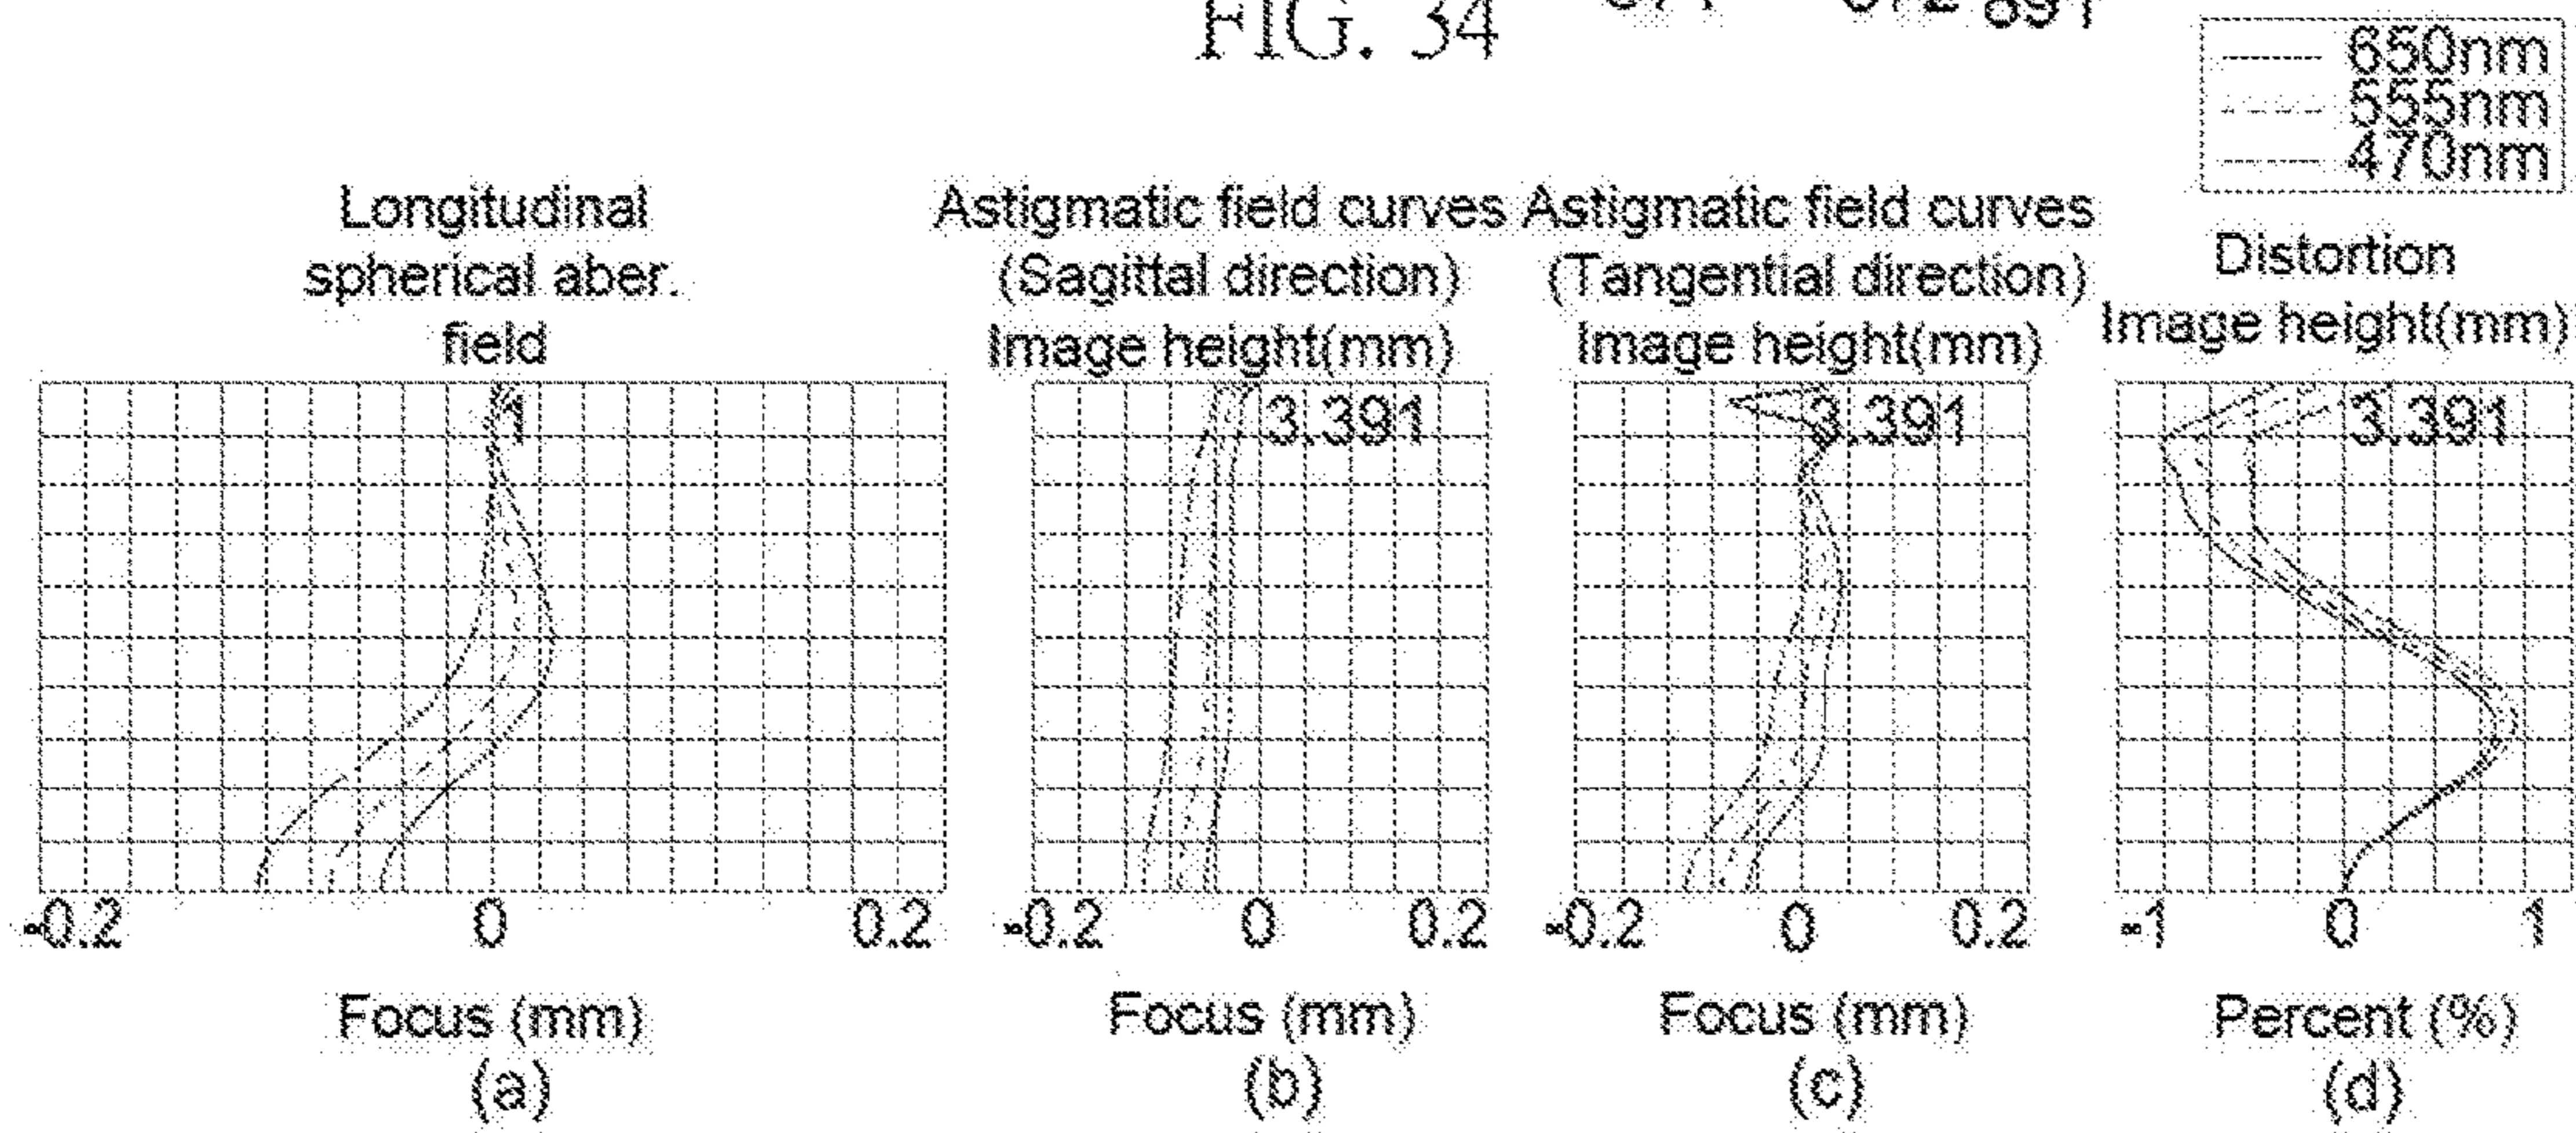 FIG. 34
650nm
555nm
470nm
Longitudinal
spherical aber.
field
Astigmatic field curves
(Sagittal direction)
Image height(mm)
Astigmatic field curves
(Tangential direction)
Image height(mm)
Distortion
Image height(mm)
1
3.391
3.391
3.391
-0.2 0 0.2
-0.2 0 0.2
-0.2 0 0.2
-1 0 1
Focus (mm)
Focus (mm)
Focus (mm)
Percent (%)
(a)
(b)
(c)
(d)